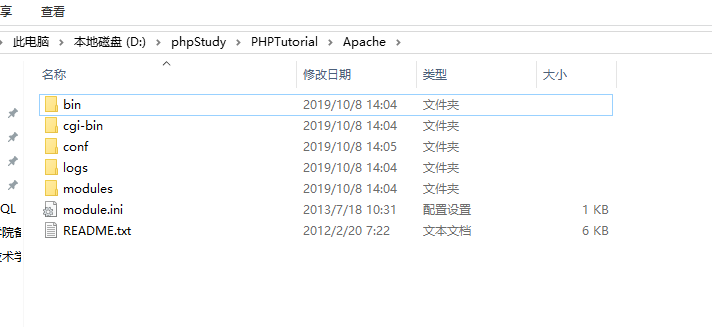 享 查看
此电脑 > 本地磁盘 (D:) > phpStudy > PHPTutorial > Apache >
名称 修改日期 类型 大小
bin 2019/10/8 14:04 文件夹
cgi-bin 2019/10/8 14:04 文件夹
conf 2019/10/8 14:05 文件夹
logs 2019/10/8 14:04 文件夹
modules 2019/10/8 14:04 文件夹
QL module.ini 2013/7/18 10:31 配置设置 1 KB
学院备 README.txt 2012/2/20 7:22 文本文档 6 KB
技术学